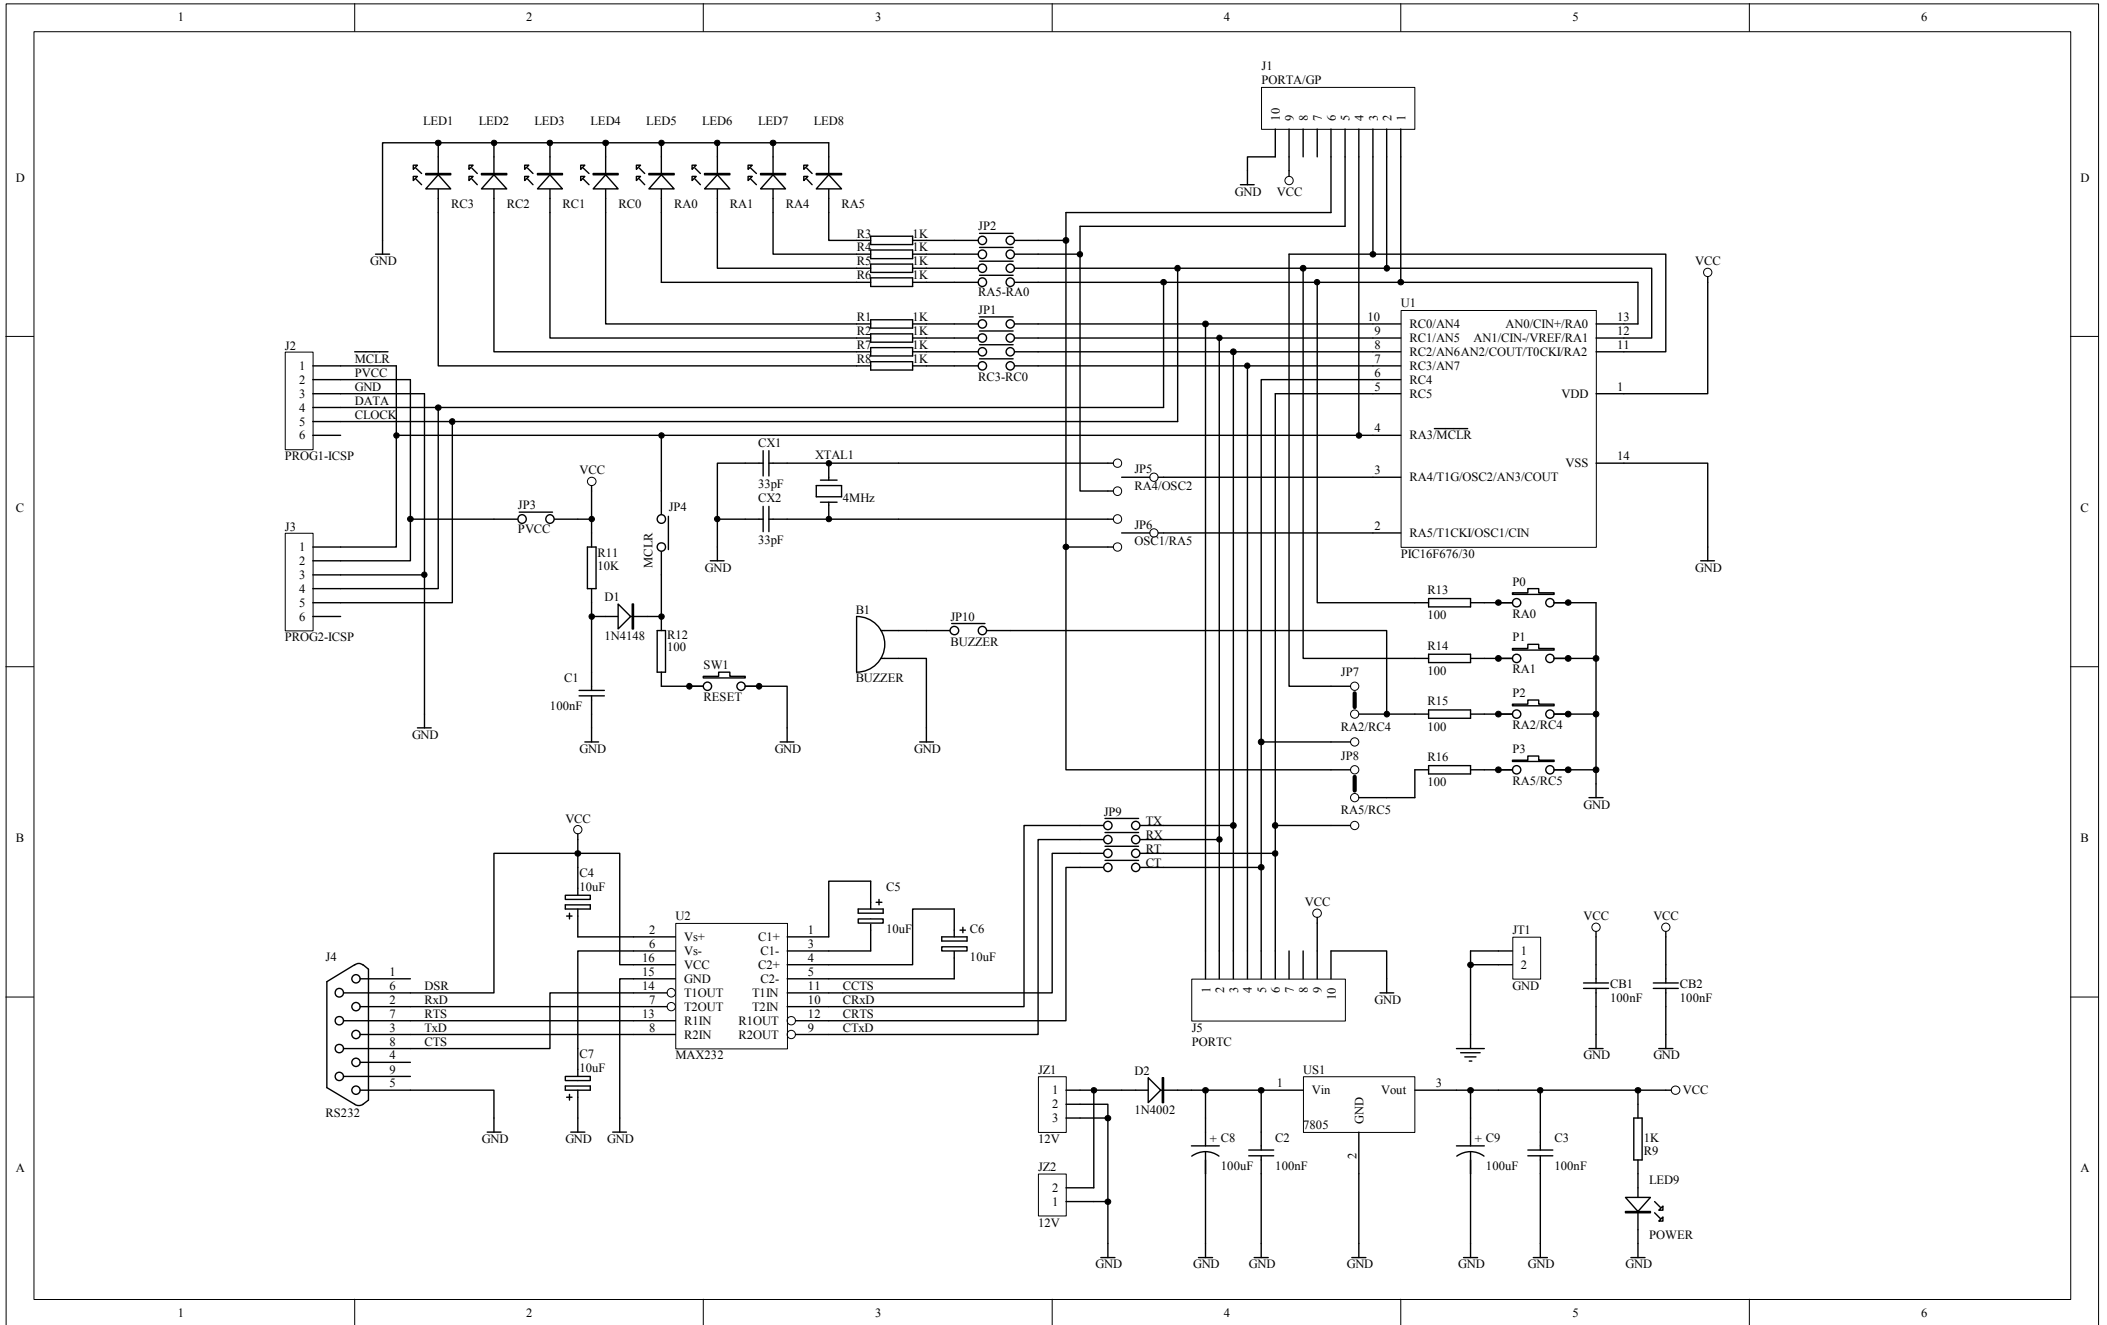 1 2 3 4 5 6
J1
PORTA/GP
10 9 8 7 6 5 4 3 2 1
GND VCC
LED1 LED2 LED3 LED4 LED5 LED6 LED7 LED8
D D
RC3 RC2 RC1 RC0 RA0 RA1 RA4 RA5
GND
R3 1K
R4 1K
R5 1K
R6 1K
JP2
RA5-RA0
R1 1K
R2 1K
R7 1K
R8 1K
JP1
RC3-RC0
VCC
U1
10 RC0/AN4 AN0/CIN+/RA0 13
9 RC1/AN5 AN1/CIN-/VREF/RA1 12
8 RC2/AN6 AN2/COUT/T0CKI/RA2 11
7 RC3/AN7
6 RC4
5 RC5 VDD 1
4 RA3/MCLR
VSS 14
3 RA4/T1G/OSC2/AN3/COUT
2 RA5/T1CKI/OSC1/CIN
PIC16F676/30
GND
J2
1 MCLR
2 PVCC
3 GND
4 DATA
5 CLOCK
6
PROG1-ICSP
C C
J3
1
2
3
4
5
6
PROG2-ICSP
GND
VCC
JP3
PVCC
R11
10K
D1
1N4148
C1
100nF
GND
JP4
MCLR
R12
100
SW1
RESET
GND
CX1
33pF
CX2
33pF
XTAL1
4MHz
GND
JP5
RA4/OSC2
JP6
OSC1/RA5
B1
BUZZER
GND
JP10
BUZZER
R13
100
P0
RA0
R14
100
P1
RA1
JP7
RA2/RC4
R15
100
P2
RA2/RC4
JP8
RA5/RC5
R16
100
P3
RA5/RC5
GND
B B
JP9
TX
RX
RT
CT
VCC
C4
10uF
+
C5
+
10uF
C6
+
10uF
U2
2 Vs+ C1+ 1
6 Vs- C1- 3
16 VCC C2+ 4
15 GND C2- 5
14 T1OUT T1IN 11 CCTS
7 T2OUT T2IN 10 CRxD
13 R1IN R1OUT 12 CRTS
8 R2IN R2OUT 9 CTxD
MAX232
J4
1
6 DSR
2 RxD
7 RTS
3 TxD
8 CTS
4
9
5
RS232
GND
C7
10uF
+
GND GND
VCC
1 2 3 4 5 6 7 8 9 10
J5
PORTC
GND
JT1
1
2
GND
VCC
CB1
100nF
GND
VCC
CB2
100nF
GND
JZ1
1
2
3
12V
JZ2
2
1
12V
GND
D2
1N4002
+ C8
100uF
GND
C2
100nF
GND
US1
1 Vin Vout 3
GND
7805
2
GND
+ C9
100uF
GND
C3
100nF
GND
VCC
1K
R9
LED9
POWER
GND
A A
1 2 3 4 5 6